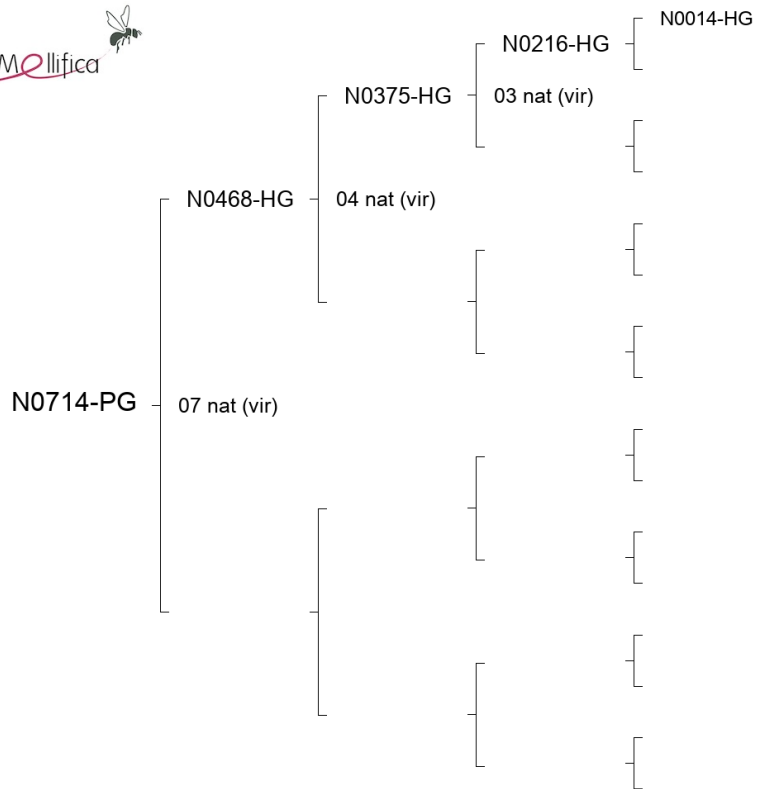 Mellifica
N0014-HG
N0216-HG
N0375-HG 03 nat (vir)
N0468-HG 04 nat (vir)
N0714-PG 07 nat (vir)